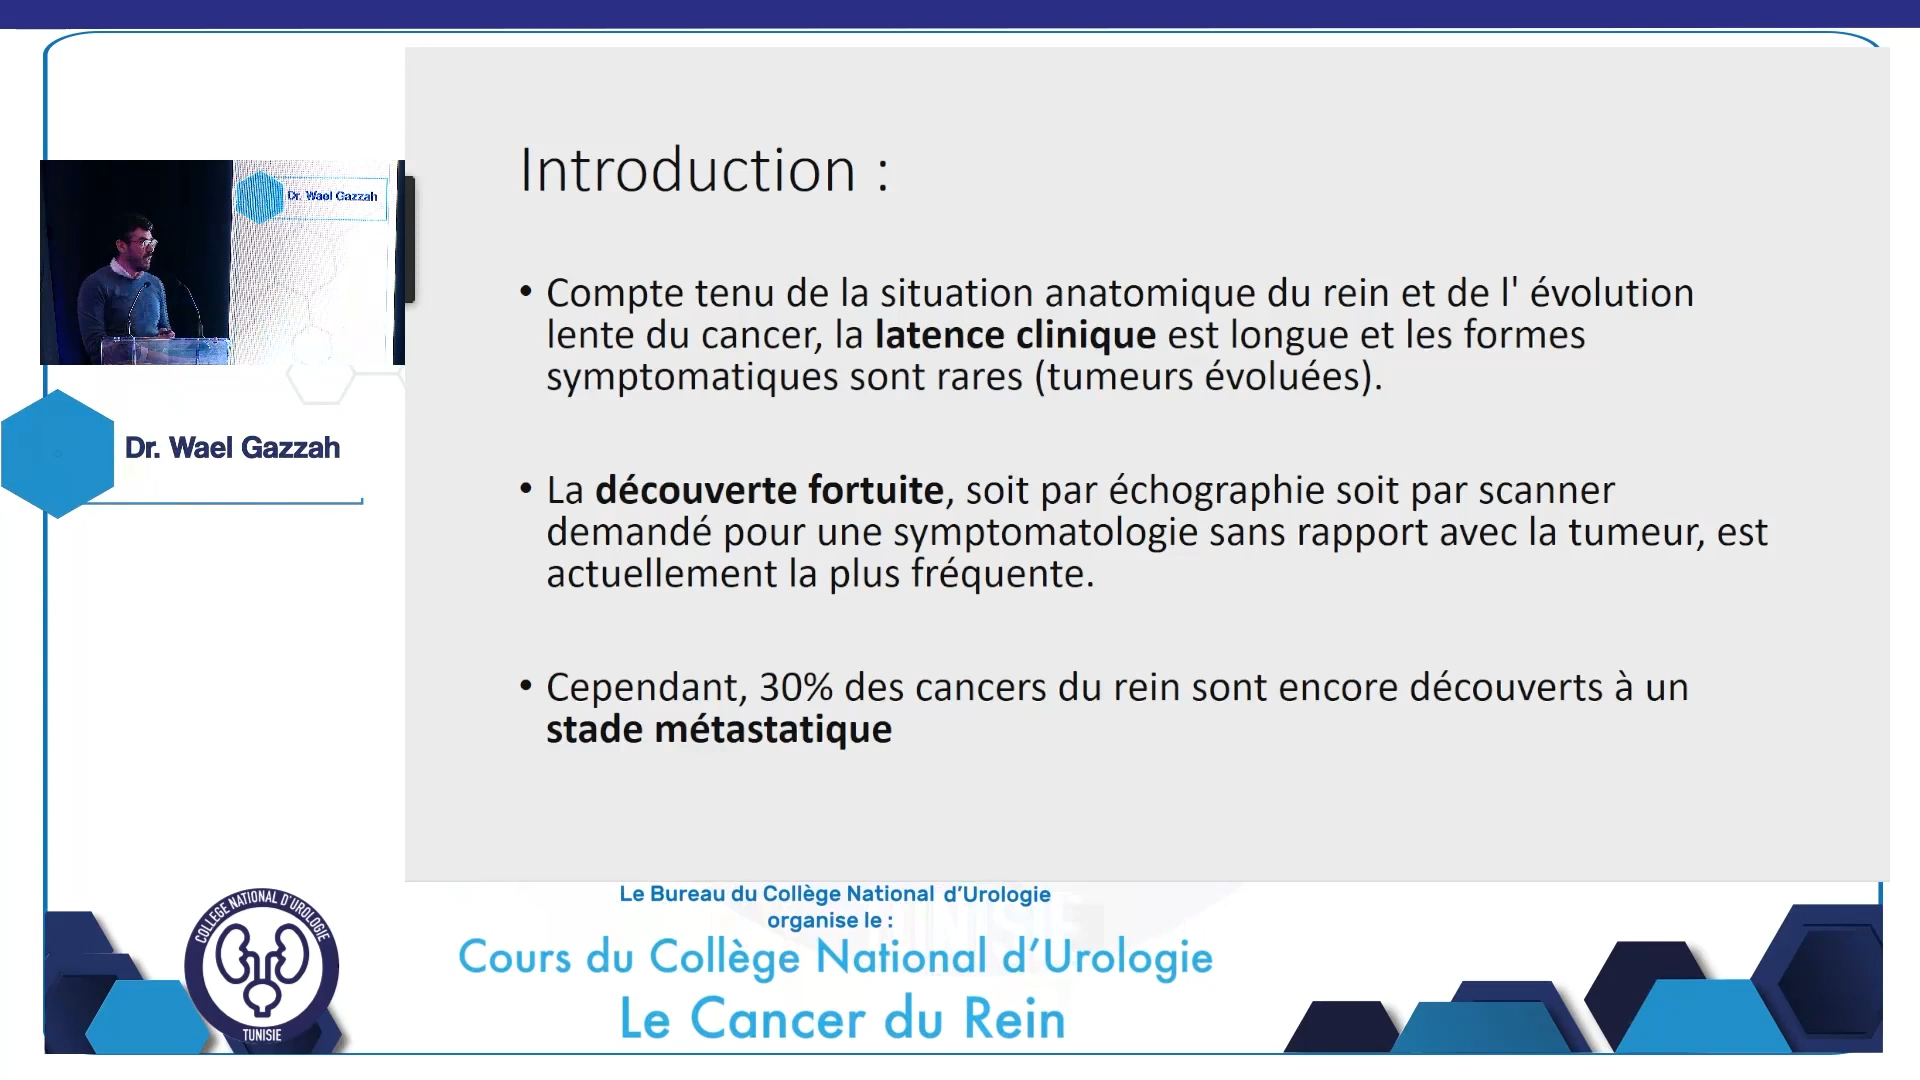 Introduction :
• Compte tenu de la situation anatomique du rein et de l' évolution
lente du cancer, la latence clinique est longue et les formes
symptomatiques sont rares (tumeurs évoluées).
• La découverte fortuite, soit par échographie soit par scanner
demandé pour une symptomatologie sans rapport avec la tumeur, est
actuellement la plus fréquente.
• Cependant, 30% des cancers du rein sont encore découverts à un
stade métastatique
Dr. Wael Gazzah
Dr. Wael Gazzah
Le Bureau du Collège National d'Urologie
organise le :
Cours du Collège National d'Urologie
Le Cancer du Rein
COLLEGE NATIONAL D'UROLOGIE
TUNISIE